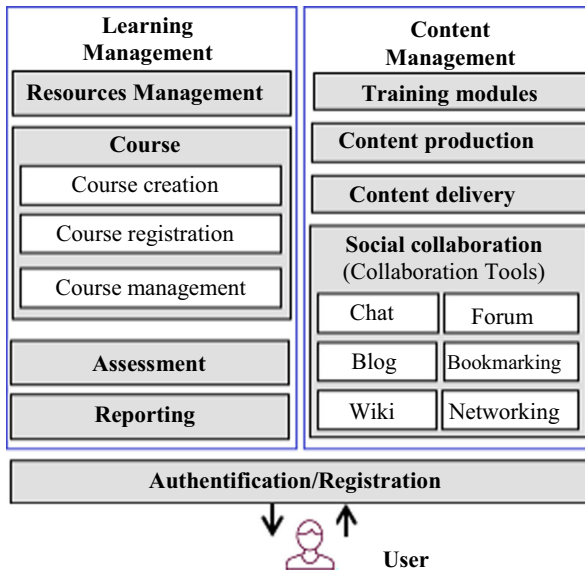 Learning
Management
Resources Management
Course
Course creation
Course registration
Course management
Assessment
Reporting
Content
Management
Training modules
Content production
Content delivery
Social collaboration
(Collaboration Tools)
Chat
Forum
Blog
Bookmarking
Wiki
Networking
Authentification/Registration
User